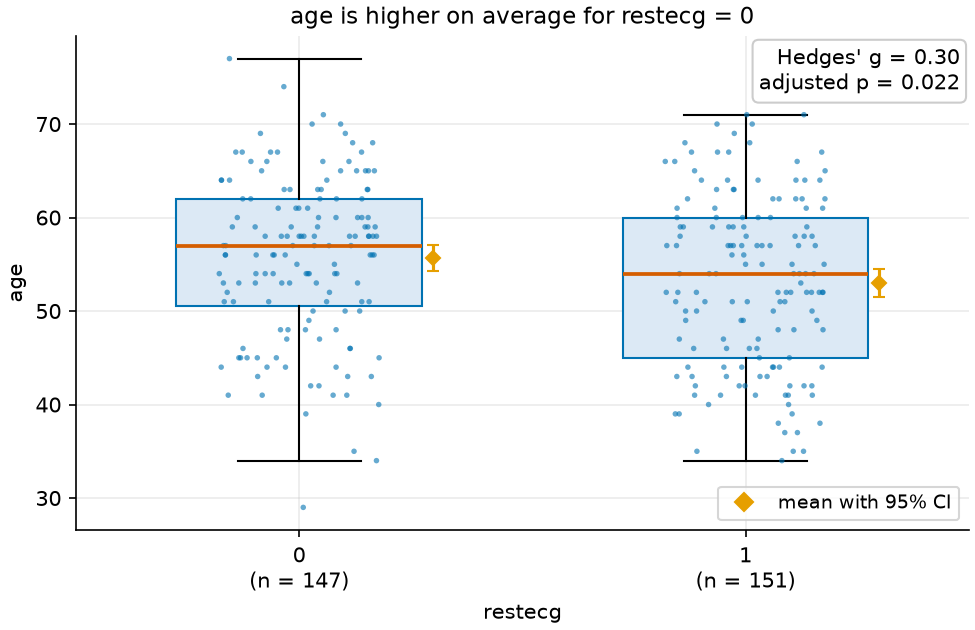 age is higher on average for restecg = 0
Hedges' g = 0.30
adjusted p = 0.022
age
70
60
50
40
30
mean with 95% CI
0
(n = 147)
1
(n = 151)
restecg